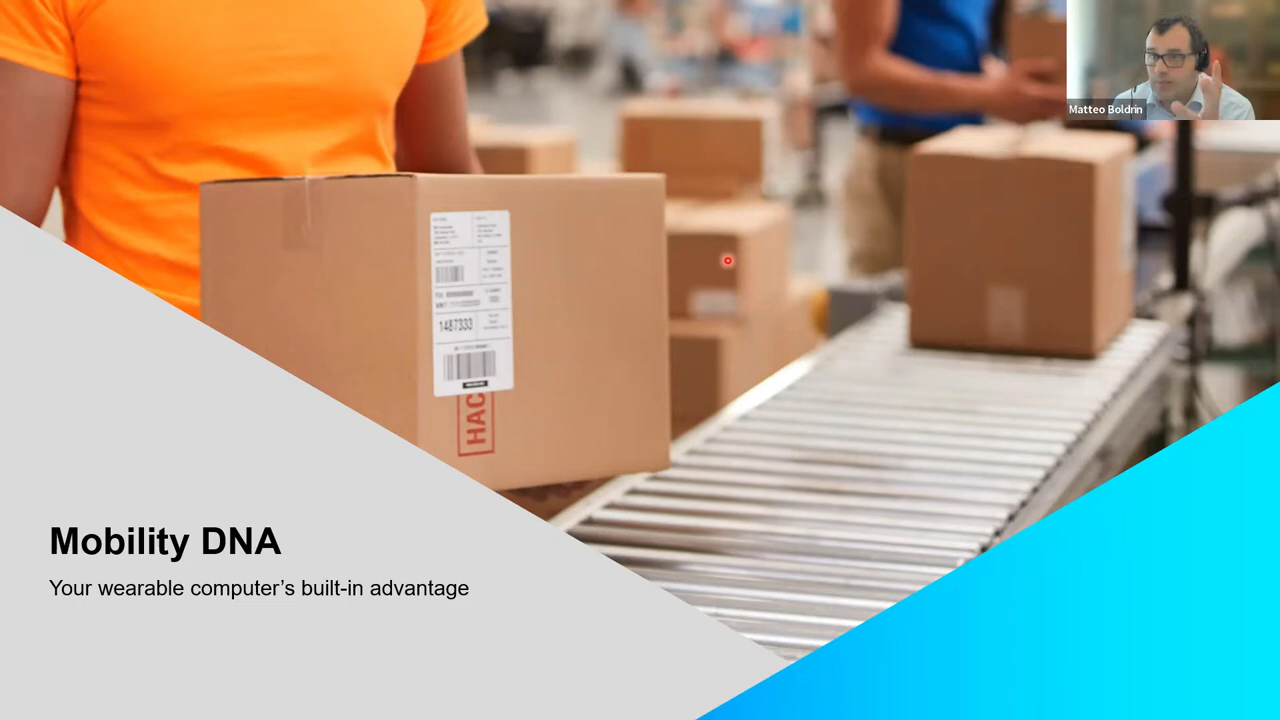 Matteo Boldrin
1487333
HAC
Mobility DNA
Your wearable computer’s built-in advantage